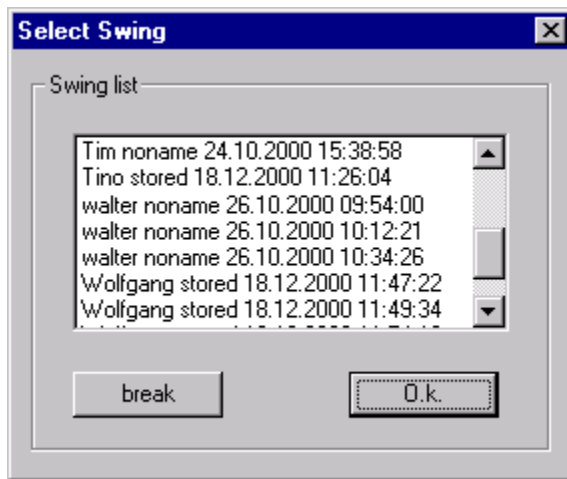 Select Swing
Swing list
Tim noname 24.10.2000 15:38:58
Tino stored 18.12.2000 11:26:04
walter noname 26.10.2000 09:54:00
walter noname 26.10.2000 10:12:21
walter noname 26.10.2000 10:34:26
Wolfgang stored 18.12.2000 11:47:22
Wolfgang stored 18.12.2000 11:49:34
break
O.k.